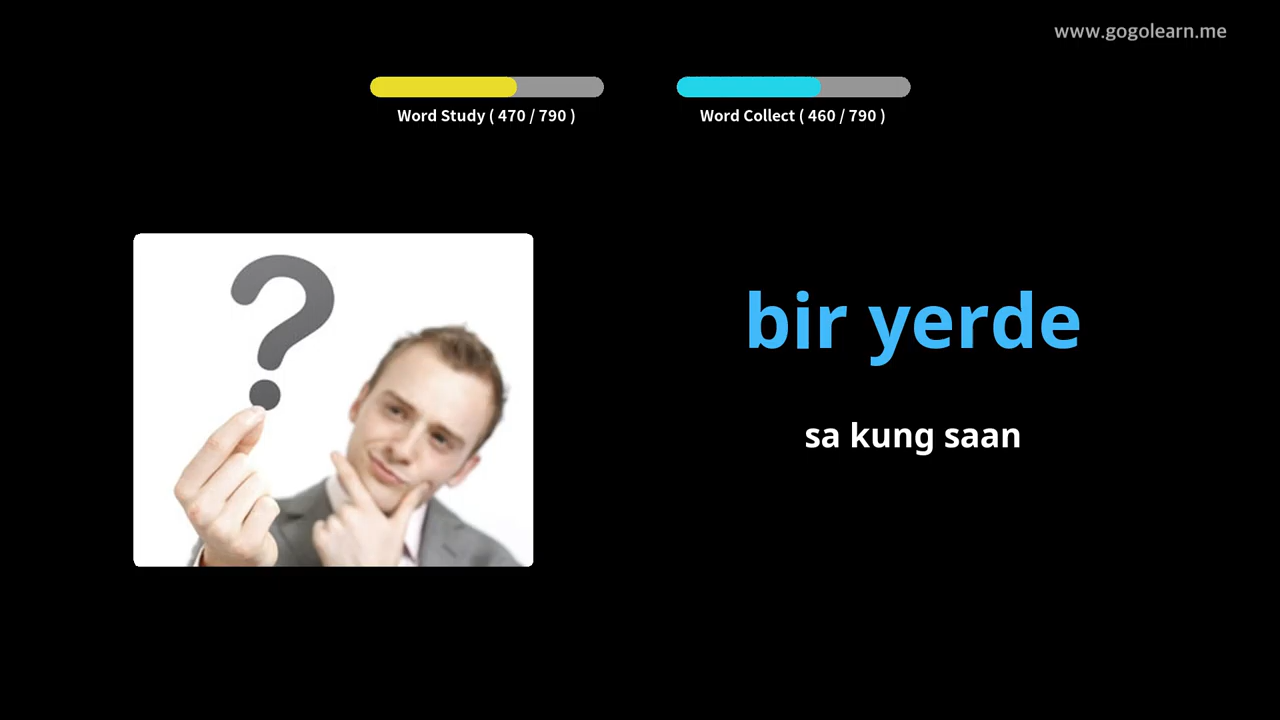 www.gogolearn.me
Word Study ( 470 / 790 )
Word Collect ( 460 / 790 )
?
bir yerde
sa kung saan